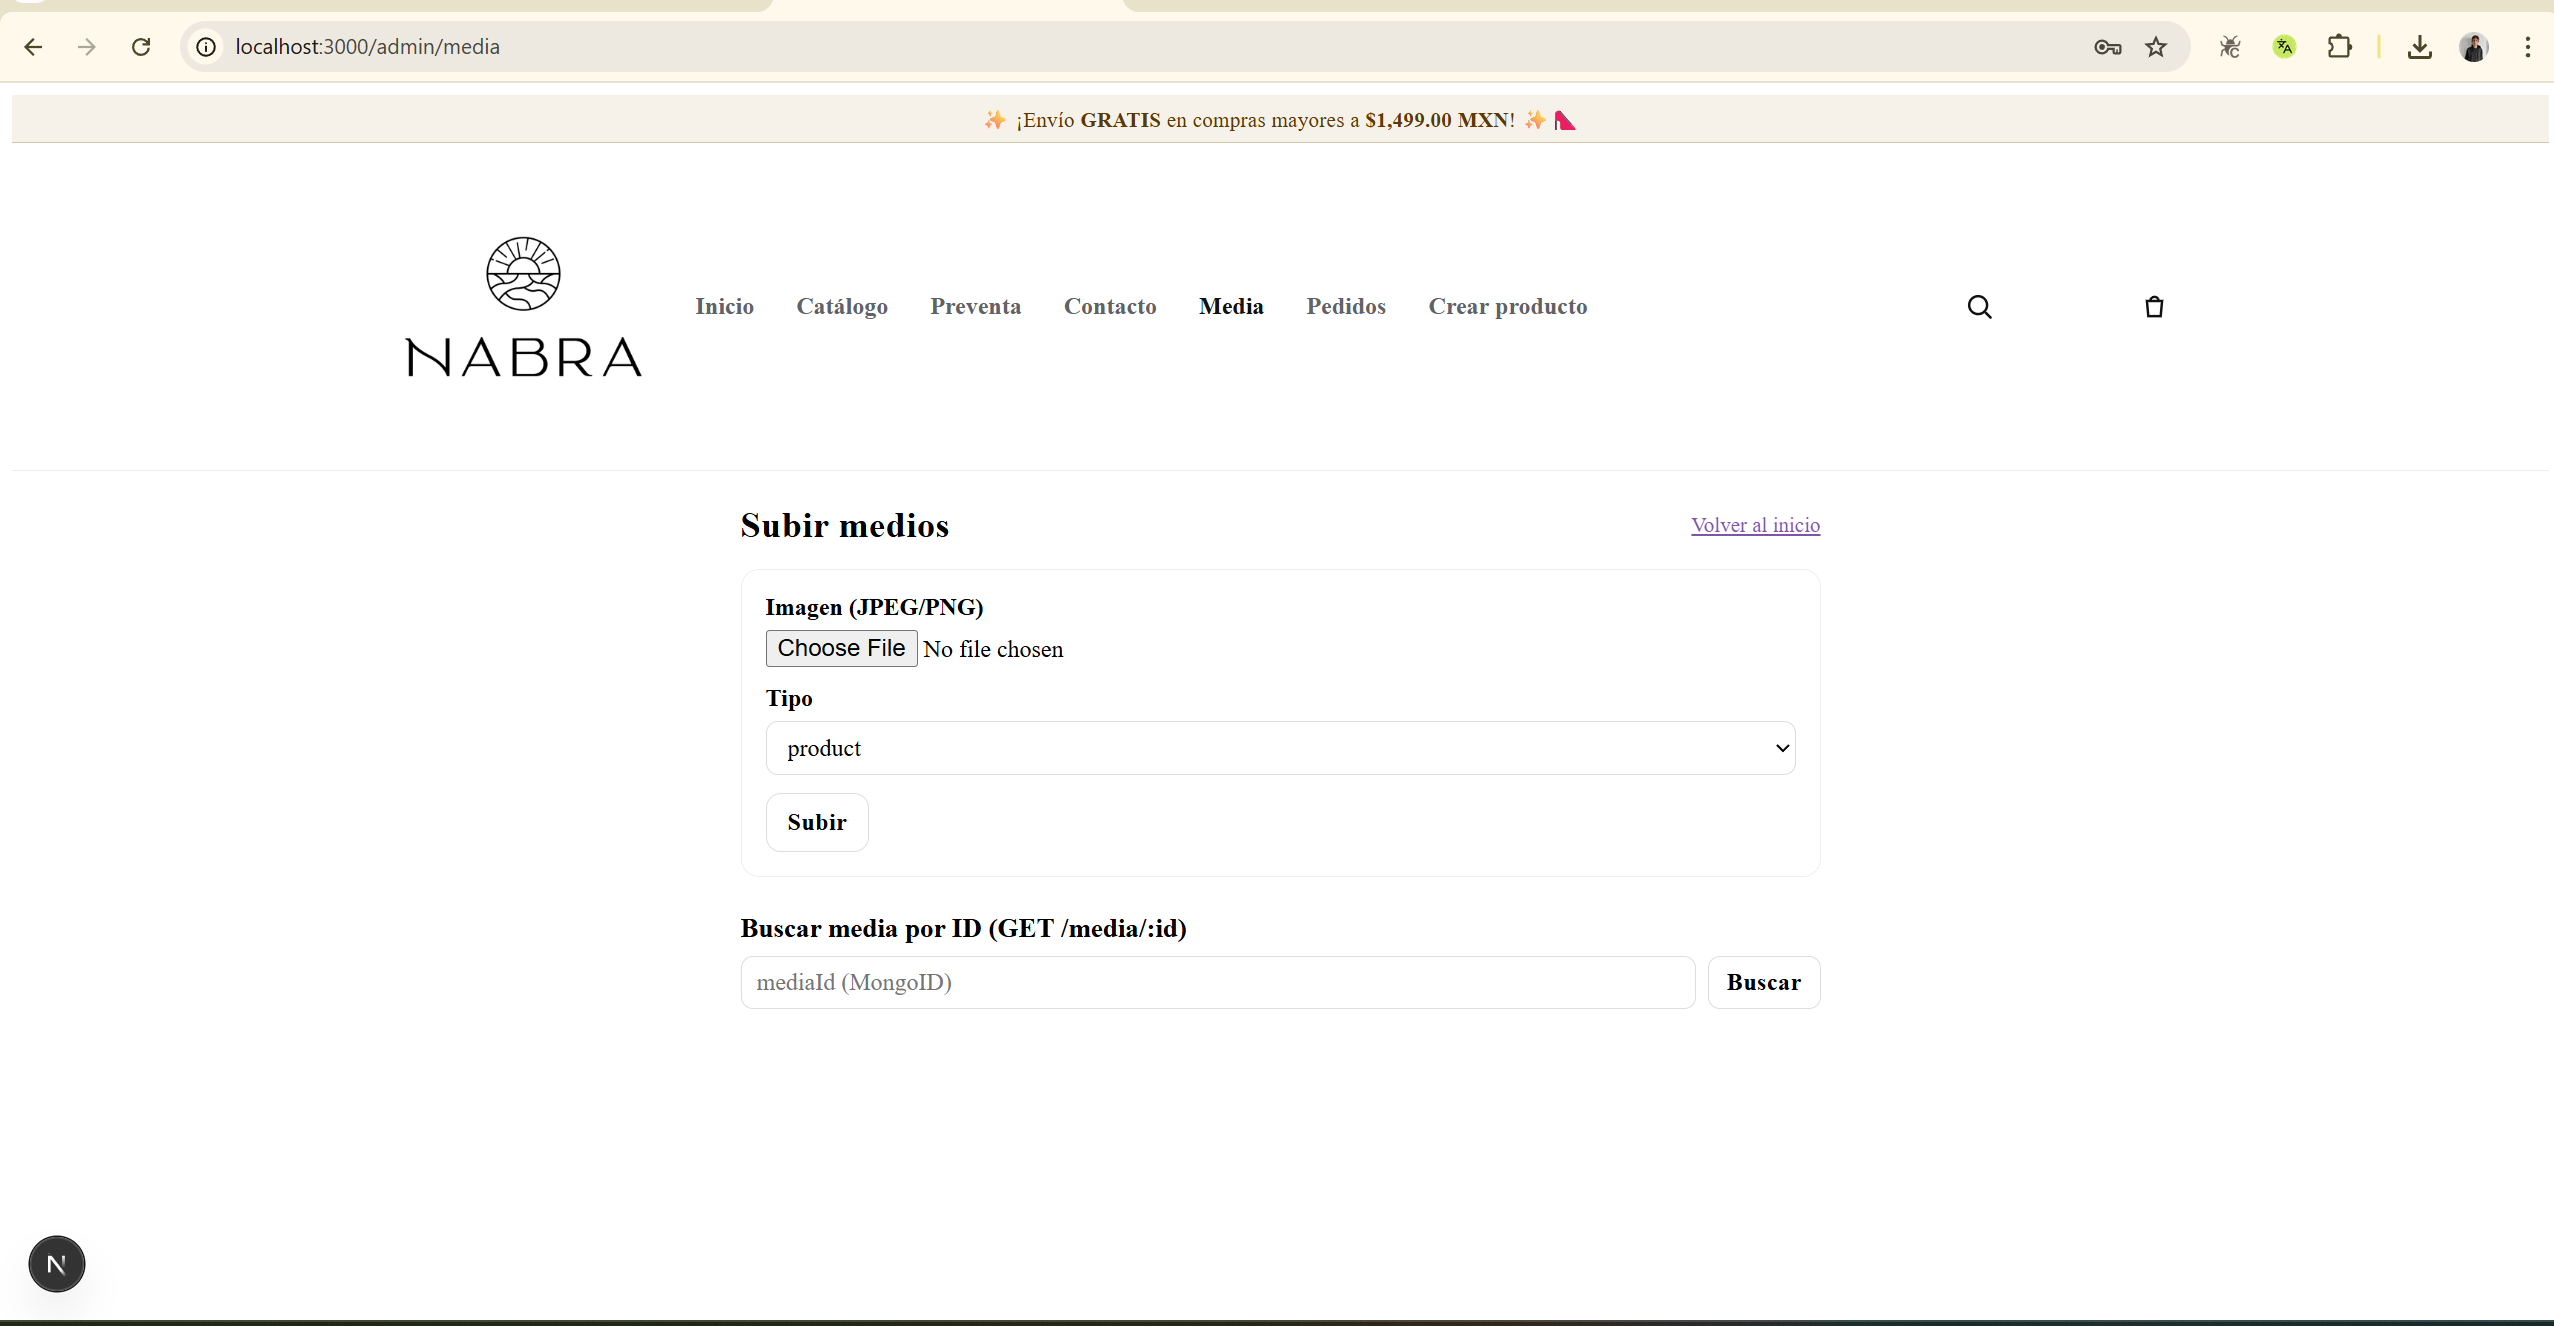 localhost:3000/admin/media
✨ ¡Envío GRATIS en compras mayores a $1,499.00 MXN! ✨ 👠
NABRA
Inicio Catálogo Preventa Contacto Media Pedidos Crear producto
Subir medios
Volver al inicio
Imagen (JPEG/PNG)
Choose File No file chosen
Tipo
product
Subir
Buscar media por ID (GET /media/:id)
mediaId (MongoID)
Buscar
N